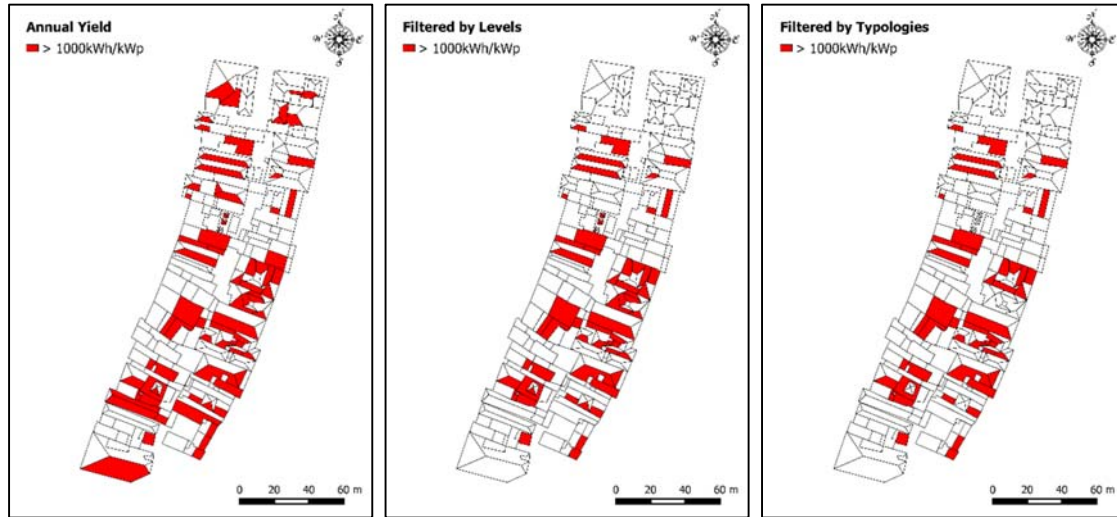 Annual Yield
> 1000kWh/kWp
N
W
E
S
0 20 40 60 m
Filtered by Levels
> 1000kWh/kWp
N
W
E
S
0 20 40 60 m
Filtered by Typologies
> 1000kWh/kWp
N
W
E
S
0 20 40 60 m